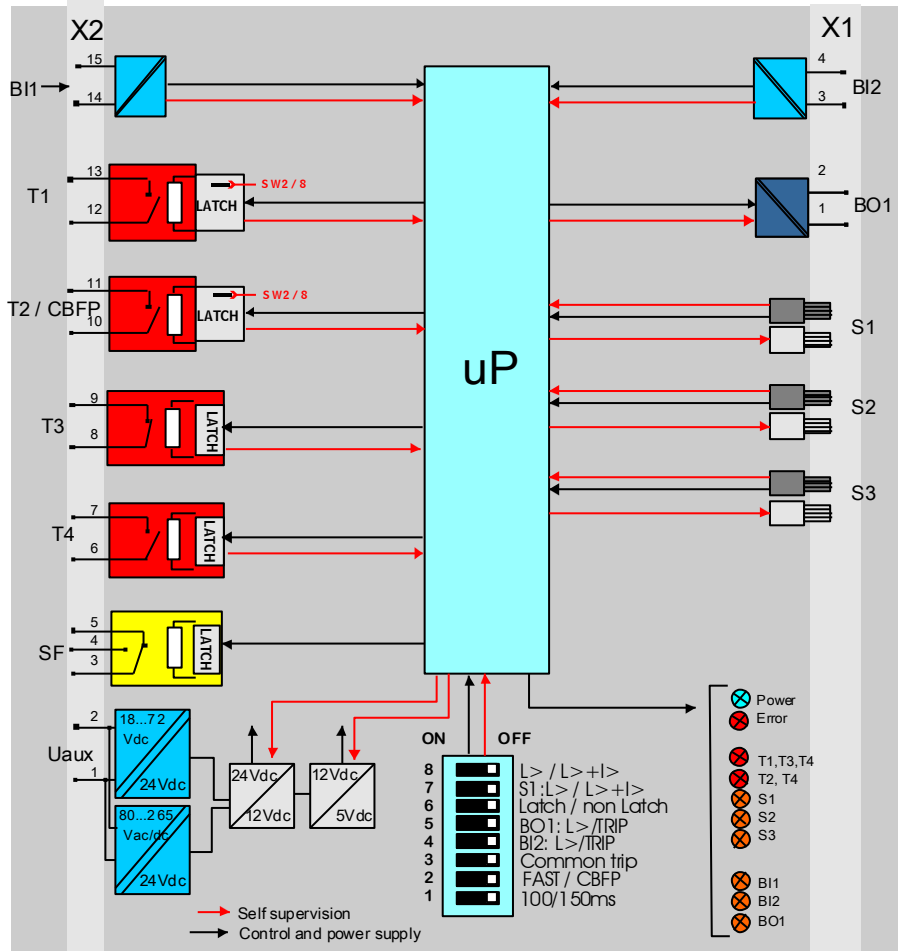 X2
X1
15
BI1
14
4
BI2
3
13
T1
12
SW2 / 8
LATCH
2
1
BO1
11
T2 / CBFP
10
SW2 / 8
LATCH
uP
S1
9
T3
8
LATCH
S2
7
T4
6
LATCH
S3
5
4
SF
3
LATCH
2
Uaux
1
18...72
Vdc
24Vdc
80...265
Vac/dc
24Vdc
24Vdc
12Vdc
12Vdc
5Vdc
ON
OFF
8 L> / L>+I>
7 S1:L> / L>+I>
6 Latch / non Latch
5 BO1: L>/TRIP
4 BI2: L>/TRIP
3 Common trip
2 FAST / CBFP
1 100/150ms
Power
Error
T1,T3,T4
T2, T4
S1
S2
S3
BI1
BI2
BO1
Self supervision
Control and power supply